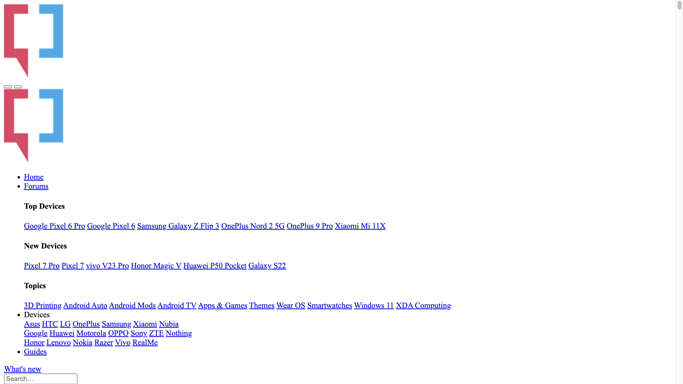 Home
Forums
Top Devices
Google Pixel 6 Pro Google Pixel 6 Samsung Galaxy Z Flip 3 OnePlus Nord 2 5G OnePlus 9 Pro Xiaomi Mi 11X
New Devices
Pixel 7 Pro Pixel 7 vivo V23 Pro Honor Magic V Huawei P50 Pocket Galaxy S22
Topics
3D Printing Android Auto Android Mods Android TV Apps & Games Themes Wear OS Smartwatches Windows 11 XDA Computing
Devices
Asus HTC LG OnePlus Samsung Xiaomi Nubia
Google Huawei Motorola OPPO Sony ZTE Nothing
Honor Lenovo Nokia Razer Vivo RealMe
Guides
What's new
Search…